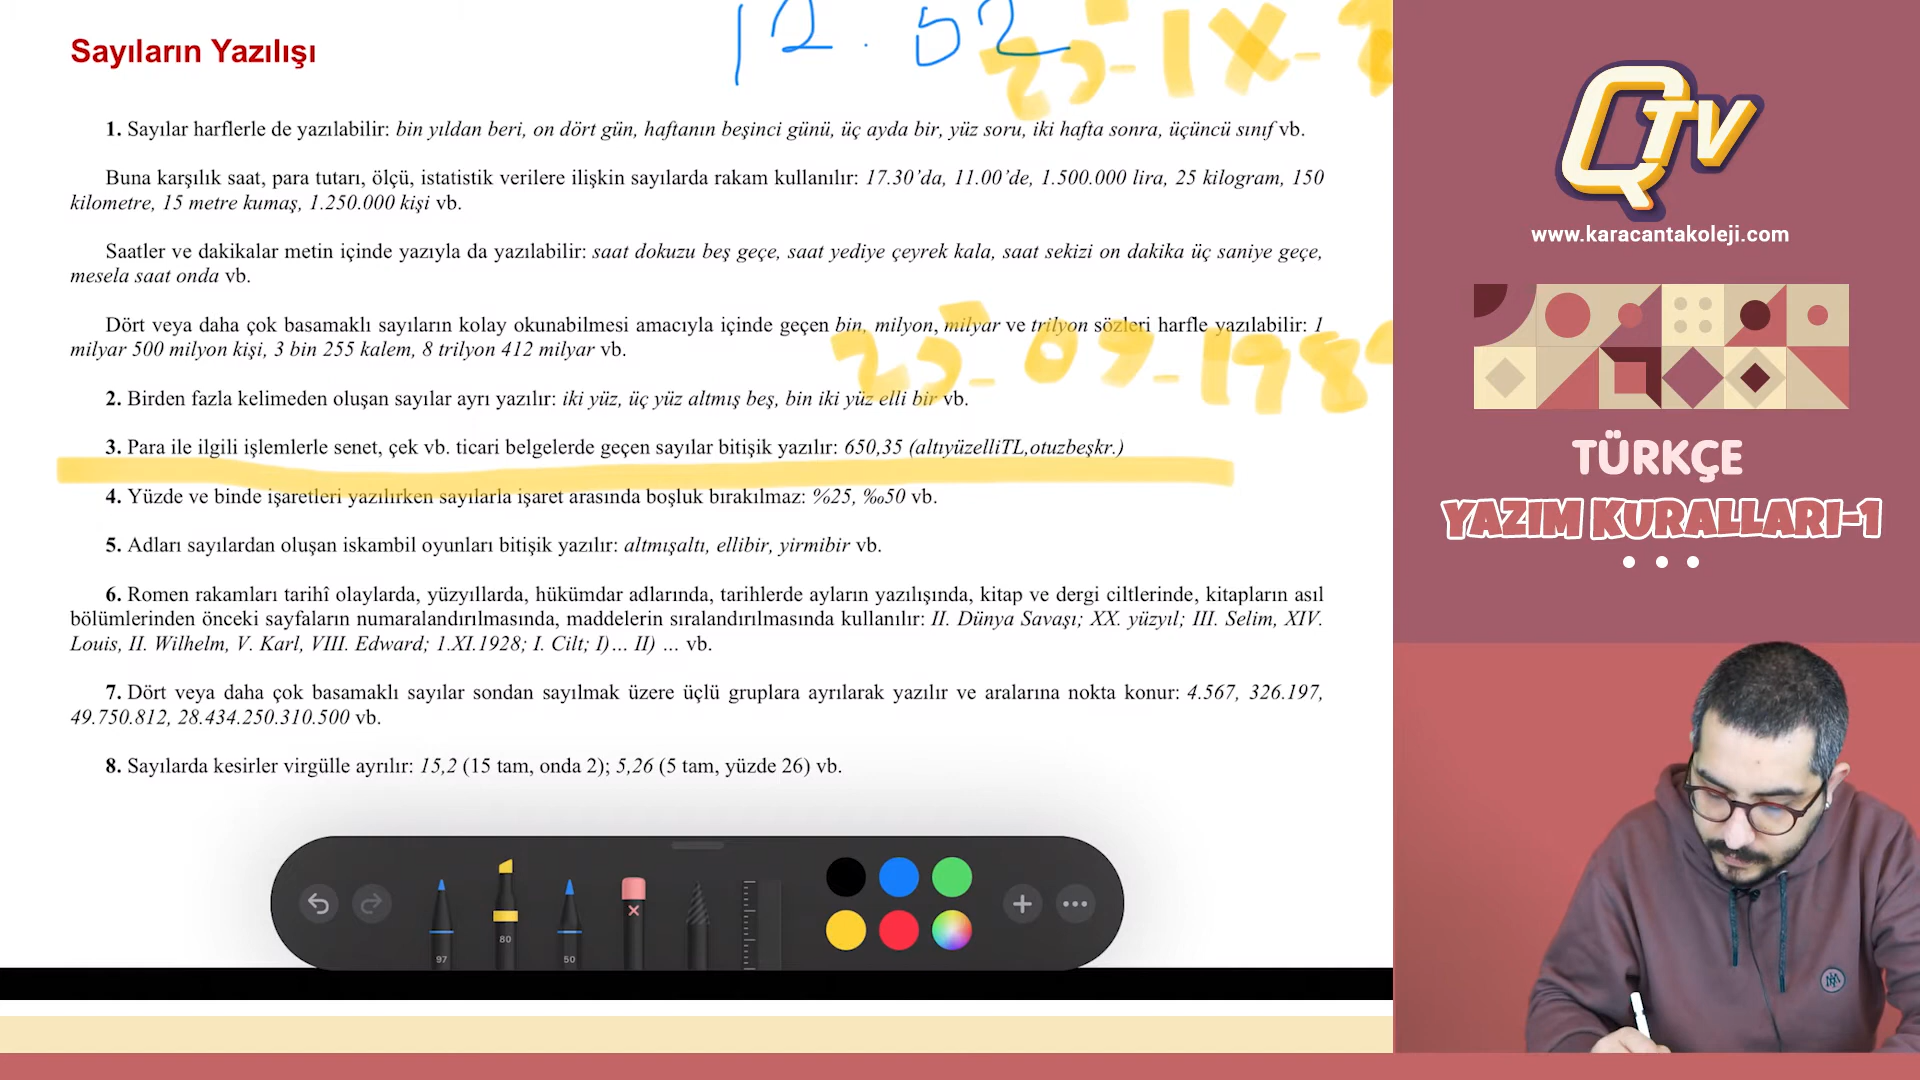 Sayıların Yazılışı
12.52
25-IX-
1. Sayılar harflerle de yazılabilir: bin yıldan beri, on dört gün, haftanın beşinci günü, üç ayda bir, yüz soru, iki hafta sonra, üçüncü sınıf vb.
Buna karşılık saat, para tutarı, ölçü, istatistik verilere ilişkin sayılarda rakam kullanılır: 17.30’da, 11.00’de, 1.500.000 lira, 25 kilogram, 150
kilometre, 15 metre kumaş, 1.250.000 kişi vb.
Saatler ve dakikalar metin içinde yazıyla da yazılabilir: saat dokuzu beş geçe, saat yediye çeyrek kala, saat sekizi on dakika üç saniye geçe,
mesela saat onda vb.
Dört veya daha çok basamaklı sayıların kolay okunabilmesi amacıyla içinde geçen bin, milyon, milyar ve trilyon sözleri harfle yazılabilir: 1
milyar 500 milyon kişi, 3 bin 255 kalem, 8 trilyon 412 milyar vb.
25-09-198
2. Birden fazla kelimeden oluşan sayılar ayrı yazılır: iki yüz, üç yüz altmış beş, bin iki yüz elli bir vb.
3. Para ile ilgili işlemlerle senet, çek vb. ticari belgelerde geçen sayılar bitişik yazılır: 650,35 (altıyüzelliTL,otuzbeşkr.)
4. Yüzde ve binde işaretleri yazılırken sayılarla işaret arasında boşluk bırakılmaz: %25, ‰50 vb.
5. Adları sayılardan oluşan iskambil oyunları bitişik yazılır: altmışaltı, ellibir, yirmibir vb.
6. Romen rakamları tarihî olaylarda, yüzyıllarda, hükümdar adlarında, tarihlerde ayların yazılışında, kitap ve dergi ciltlerinde, kitapların asıl
bölümlerinden önceki sayfaların numaralandırılmasında, maddelerin sıralandırılmasında kullanılır: II. Dünya Savaşı; XX. yüzyıl; III. Selim, XIV.
Louis, II. Wilhelm, V. Karl, VIII. Edward; 1.XI.1928; I. Cilt; I)… II) … vb.
7. Dört veya daha çok basamaklı sayılar sondan sayılmak üzere üçlü gruplara ayrılarak yazılır ve aralarına nokta konur: 4.567, 326.197,
49.750.812, 28.434.250.310.500 vb.
8. Sayılarda kesirler virgülle ayrılır: 15,2 (15 tam, onda 2); 5,26 (5 tam, yüzde 26) vb.
97
80
50
QTV
www.karacantakoleji.com
TÜRKÇE
YAZIM KURALLARI-1